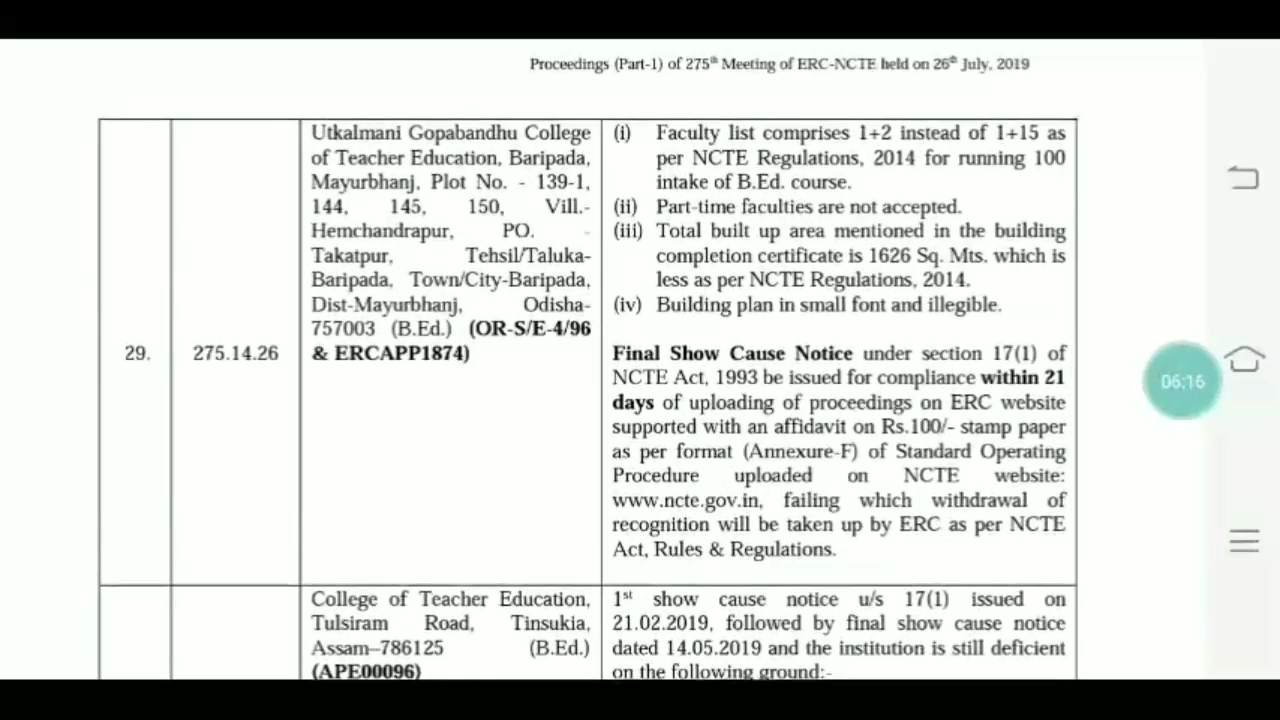 Proceedings (Part-1) of 275th Meeting of ERC-NCTE held on 26th July, 2019
29.
275.14.26
Utkalmani Gopabandhu College
of Teacher Education, Baripada,
Mayurbhanj, Plot No. - 139-1,
144, 145, 150, Vill.-
Hemchandrapur, PO. -
Takatpur, Tehsil/Taluka-
Baripada, Town/City-Baripada,
Dist-Mayurbhanj, Odisha-
757003 (B.Ed.) (OR-S/E-4/96
& ERCAPP1874)
(i) Faculty list comprises 1+2 instead of 1+15 as
per NCTE Regulations, 2014 for running 100
intake of B.Ed. course.
(ii) Part-time faculties are not accepted.
(iii) Total built up area mentioned in the building
completion certificate is 1626 Sq. Mts. which is
less as per NCTE Regulations, 2014.
(iv) Building plan in small font and illegible.
Final Show Cause Notice under section 17(1) of
NCTE Act, 1993 be issued for compliance within 21
days of uploading of proceedings on ERC website
supported with an affidavit on Rs.100/- stamp paper
as per format (Annexure-F) of Standard Operating
Procedure uploaded on NCTE website:
www.ncte.gov.in, failing which withdrawal of
recognition will be taken up by ERC as per NCTE
Act, Rules & Regulations.
College of Teacher Education,
Tulsiram Road, Tinsukia,
Assam–786125 (B.Ed.)
(APE00096)
1st show cause notice u/s 17(1) issued on
21.02.2019, followed by final show cause notice
dated 14.05.2019 and the institution is still deficient
on the following ground:-
06:16